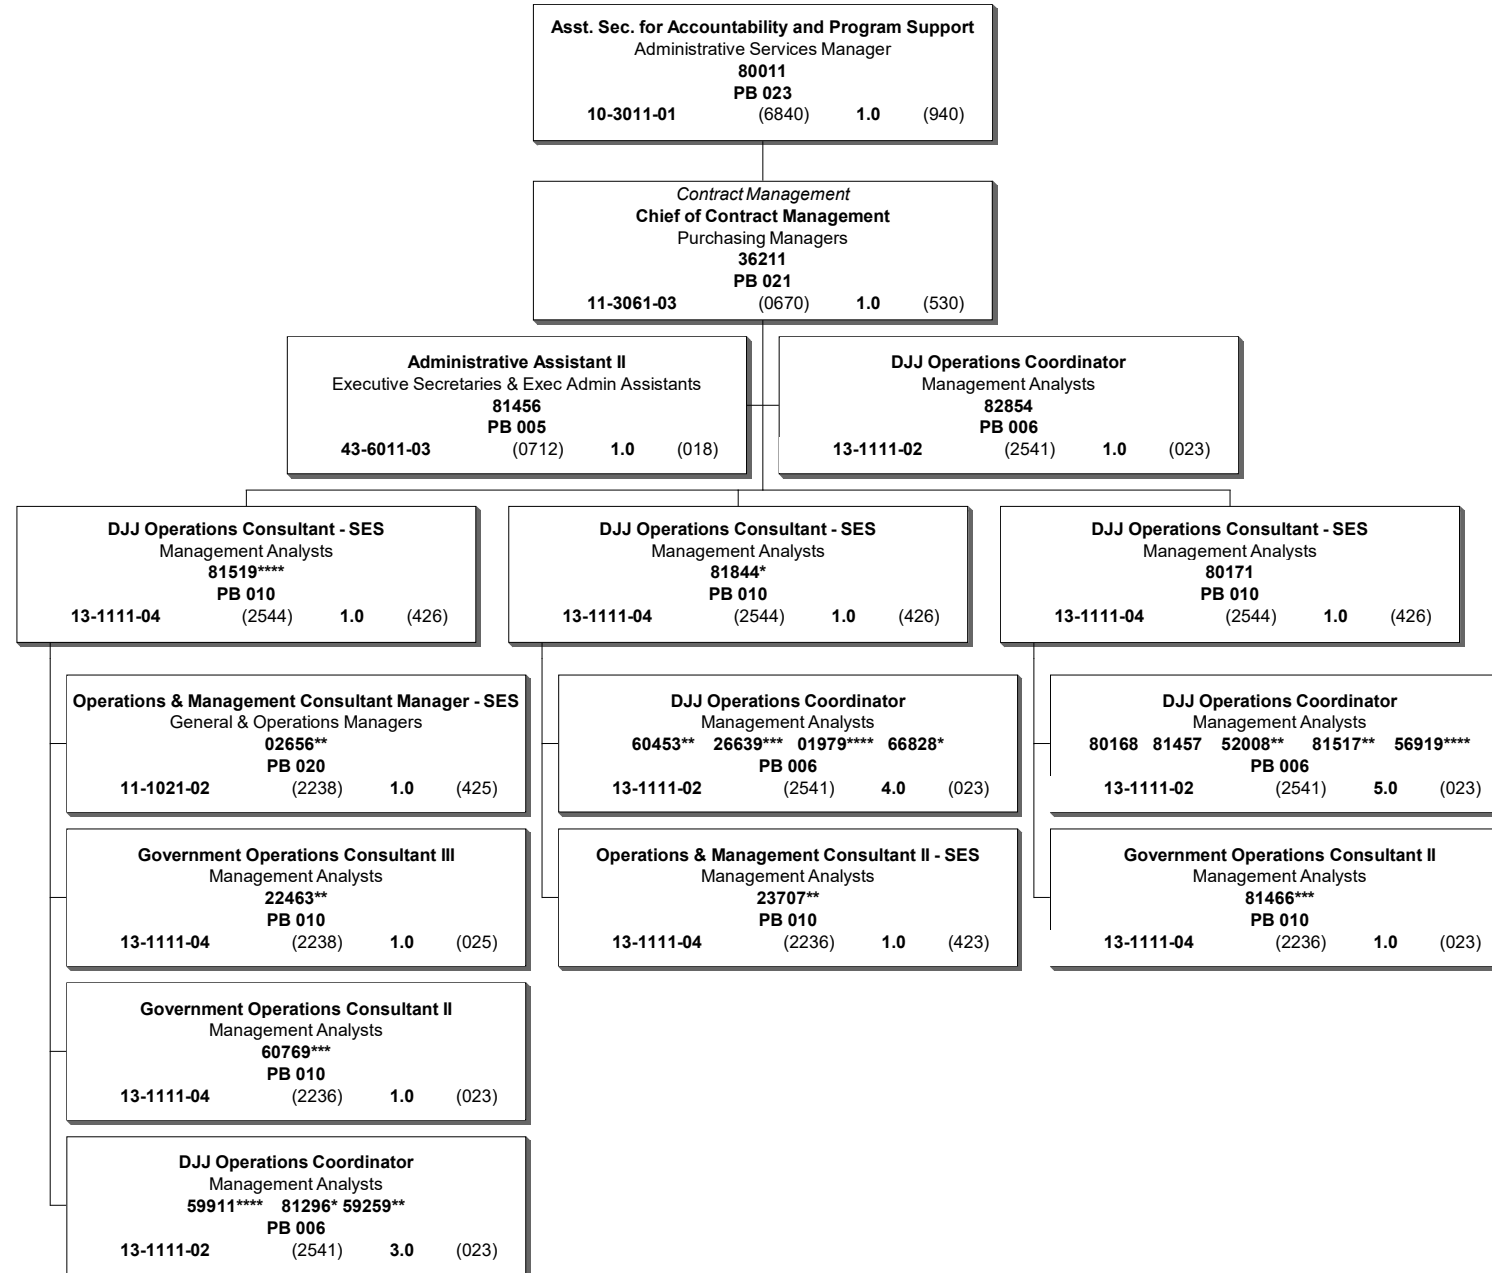 Asst. Sec. for Accountability and Program Support
Administrative Services Manager
80011
PB 023
10-3011-01 (6840) 1.0 (940)
Contract Management
Chief of Contract Management
Purchasing Managers
36211
PB 021
11-3061-03 (0670) 1.0 (530)
Administrative Assistant II
Executive Secretaries & Exec Admin Assistants
81456
PB 005
43-6011-03 (0712) 1.0 (018)
DJJ Operations Coordinator
Management Analysts
82854
PB 006
13-1111-02 (2541) 1.0 (023)
DJJ Operations Consultant - SES
Management Analysts
81519****
PB 010
13-1111-04 (2544) 1.0 (426)
DJJ Operations Consultant - SES
Management Analysts
81844*
PB 010
13-1111-04 (2544) 1.0 (426)
DJJ Operations Consultant - SES
Management Analysts
80171
PB 010
13-1111-04 (2544) 1.0 (426)
Operations & Management Consultant Manager - SES
General & Operations Managers
02656**
PB 020
11-1021-02 (2238) 1.0 (425)
DJJ Operations Coordinator
Management Analysts
60453** 26639*** 01979**** 66828*
PB 006
13-1111-02 (2541) 4.0 (023)
DJJ Operations Coordinator
Management Analysts
80168 81457 52008** 81517** 56919****
PB 006
13-1111-02 (2541) 5.0 (023)
Government Operations Consultant III
Management Analysts
22463**
PB 010
13-1111-04 (2238) 1.0 (025)
Operations & Management Consultant II - SES
Management Analysts
23707**
PB 010
13-1111-04 (2236) 1.0 (423)
Government Operations Consultant II
Management Analysts
81466***
PB 010
13-1111-04 (2236) 1.0 (023)
Government Operations Consultant II
Management Analysts
60769***
PB 010
13-1111-04 (2236) 1.0 (023)
DJJ Operations Coordinator
Management Analysts
59911**** 81296* 59259**
PB 006
13-1111-02 (2541) 3.0 (023)